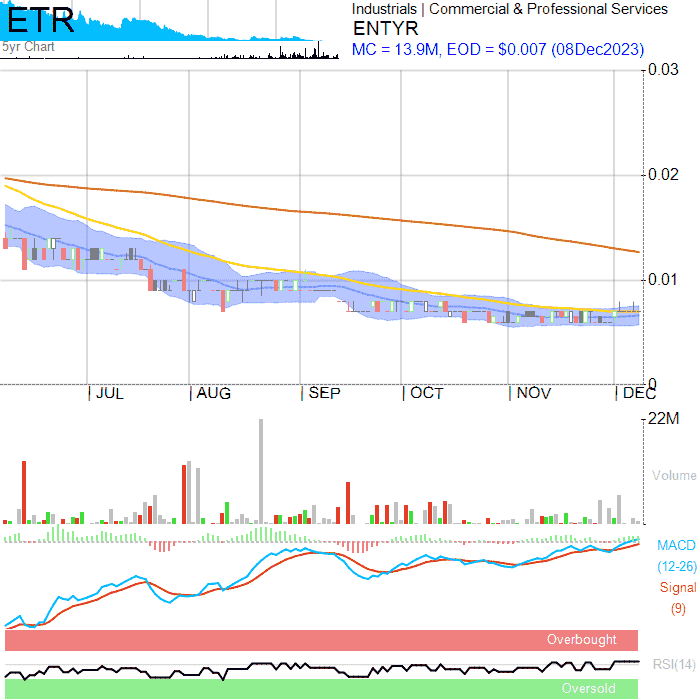 ETR
5yr Chart
Industrials | Commercial & Professional Services
ENTYR
MC = 13.9M, EOD = $0.007 (08Dec2023)
0.03
0.02
0.01
0
JUL AUG SEP OCT NOV DEC
22M
Volume
MACD
(12-26)
Signal
(9)
Overbought
RSI(14)
Oversold